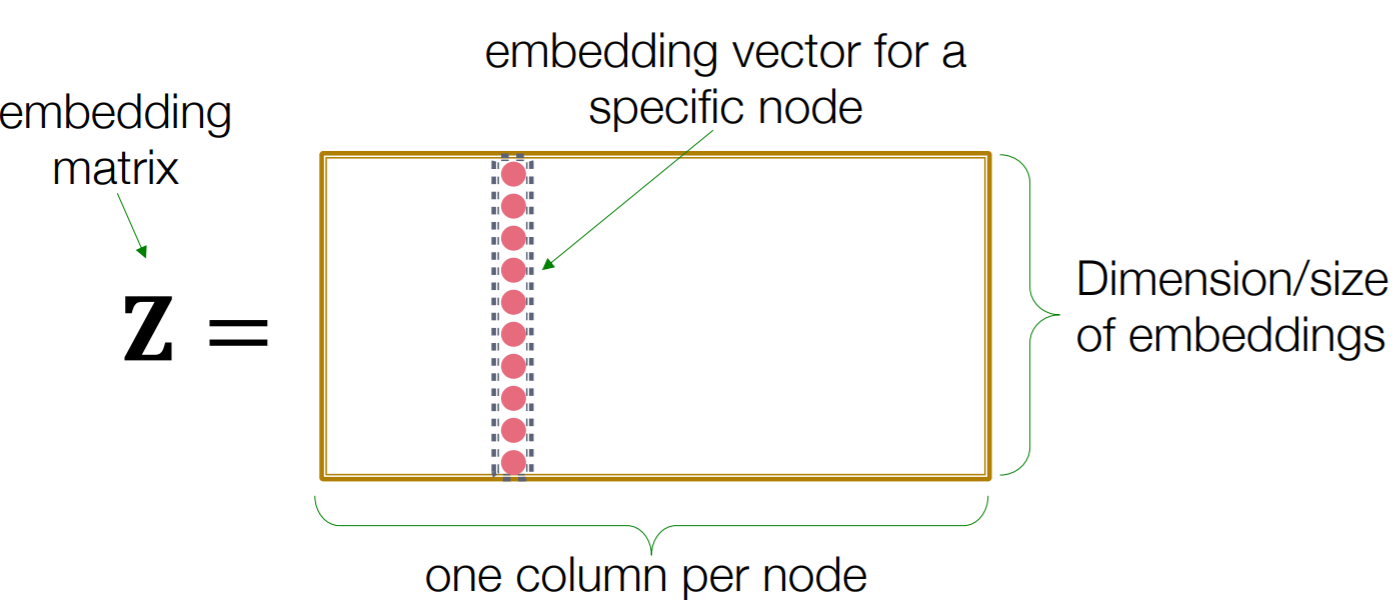 embedding vector for a
specific node
embedding
matrix
Z =
Dimension/size
of embeddings
one column per node